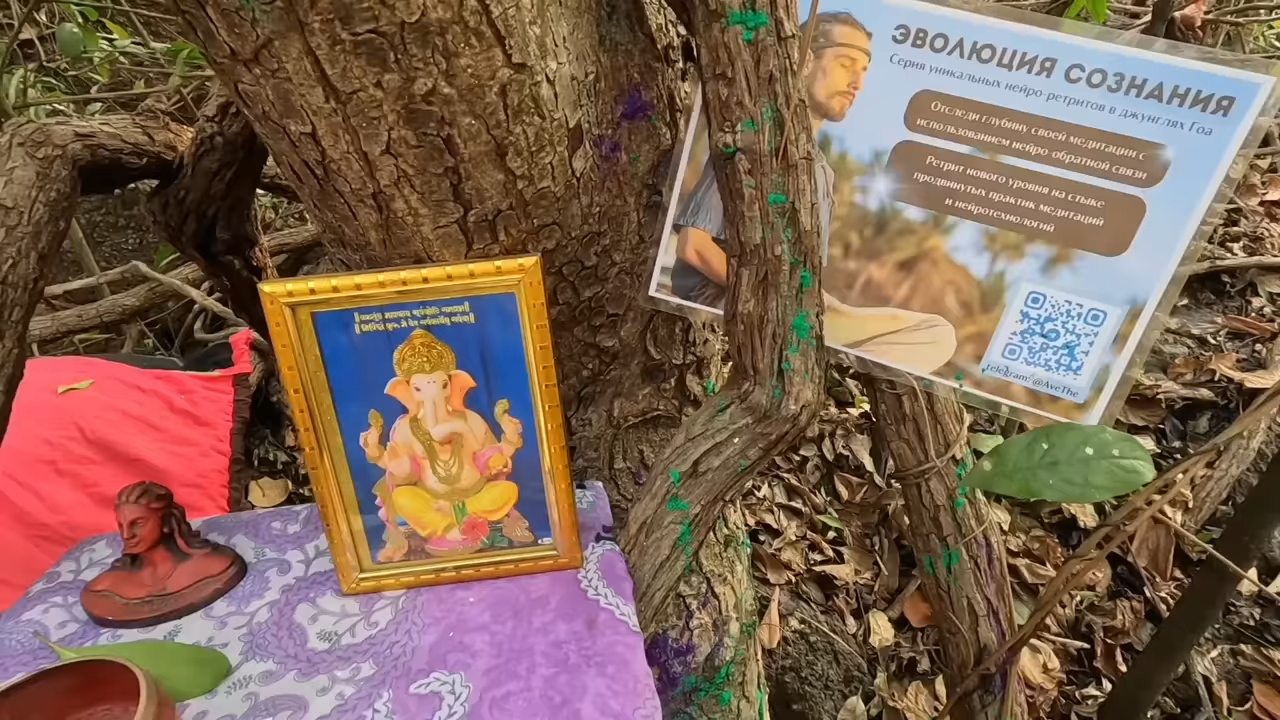 ЭВОЛЮЦИЯ СОЗНАНИЯ
Серия уникальных нейро-ретритов в джунглях Гоа
Отследи глубину своей медитации с
использованием нейро-обратной связи
Ретрит нового уровня на стыке
продвинутых практик медитаций
и нейротехнологий
telegram: @AveThe